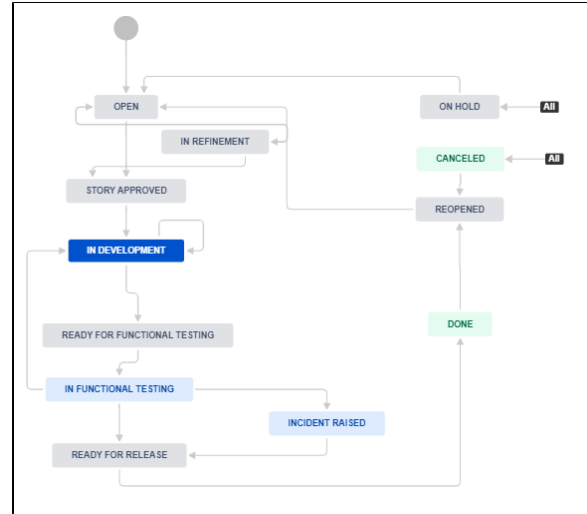 OPEN
ON HOLD
All
IN REFINEMENT
CANCELED
All
STORY APPROVED
REOPENED
IN DEVELOPMENT
DONE
READY FOR FUNCTIONAL TESTING
IN FUNCTIONAL TESTING
INCIDENT RAISED
READY FOR RELEASE